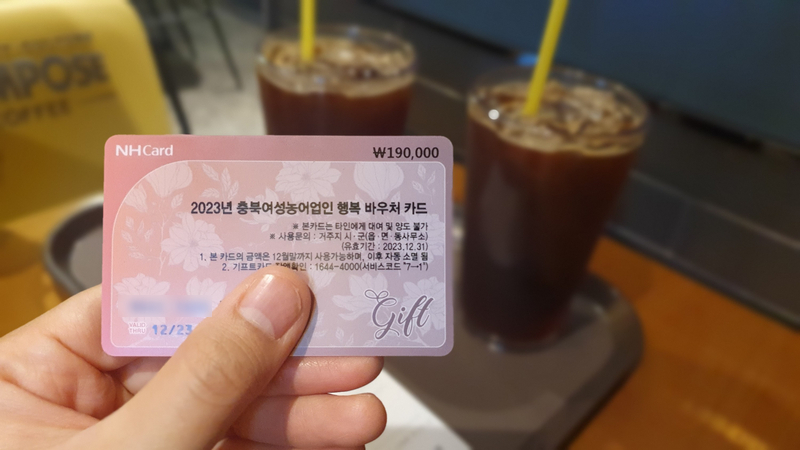 MPOSE
OFFEE
NH Card
₩190,000
2023년 충북여성농어업인 행복 바우처 카드
※ 본카드는 타인에게 대여 및 양도 불가
※ 사용문의 : 거주지 시·군(읍·면·동사무소)
(유효기간 : 2023.12.31)
1. 본 카드의 금액은 12월말까지 사용가능하며, 이후 자동 소멸 됨
2. 기프트카드 잔액확인 : 1644-4000(서비스코드 "7→1")
12/23
Gift